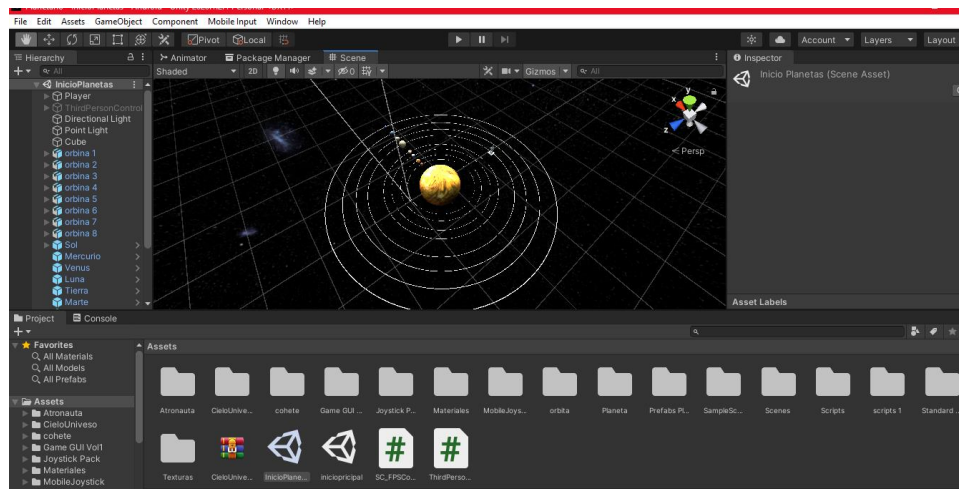 File Edit Assets GameObject Component Mobile Input Window Help
Pivot Local
Account Layers Layout
Hierarchy
Animator Package Manager Scene
Inspector
All
Shaded 2D 0 Gizmos All
InicioPlanetas
Player
ThirdPersonControl
Directional Light
Point Light
Cube
orbina 1
orbina 2
orbina 3
orbina 4
orbina 5
orbina 6
orbina 7
orbina 8
Sol
Mercurio
Venus
Luna
Tierra
Marte
y
x
z
< Persp
Inicio Planetas (Scene Asset)
Asset Labels
Project Console
Favorites
All Materials
All Models
All Prefabs
Assets
Atronauta
CieloUniveso
cohete
Game GUI Vol1
Joystick Pack
Materiales
MobileJoystick
Assets
Atronauta CieloUnive... cohete Game GUI ... Joystick P... Materiales MobileJoys... orbita Planeta Prefabs Pl... SampleSc... Scenes Scripts scripts 1 Standard ...
Texturas CieloUnive... InicioPlane... iniciopricipal SC_FPSCo... ThirdPerso...